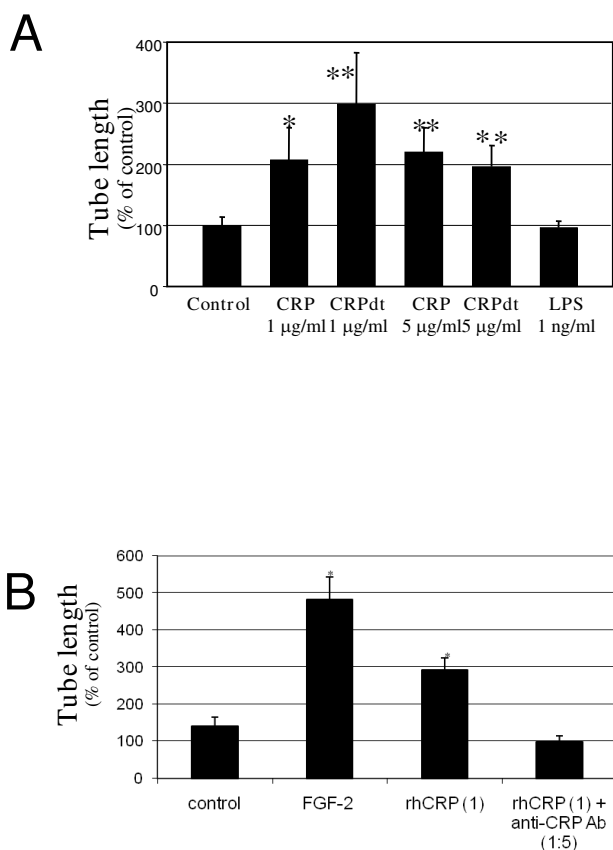 A
Tube length
(% of control)
400
300
200
100
0
* ** ** **
Control CRP CRPdt CRP CRPdt LPS
1 µg/ml 1 µg/ml 5 µg/ml 5 µg/ml 1 ng/ml
B
Tube length
(% of control)
600
500
400
300
200
100
0
* *
control FGF-2 rhCRP (1) rhCRP (1) +
anti-CRP Ab
(1:5)